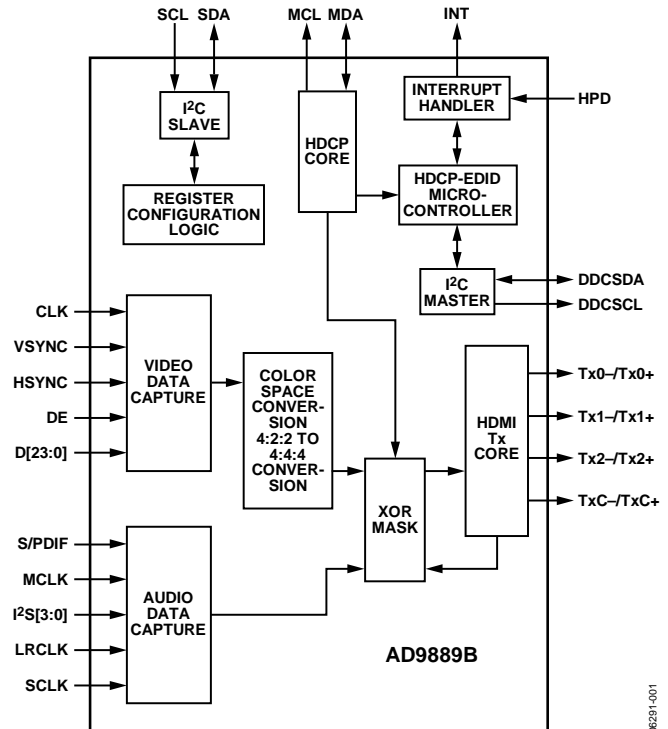 SCL SDA MCL MDA INT
I²C
SLAVE
HDCP
CORE
INTERRUPT
HANDLER
HPD
REGISTER
CONFIGURATION
LOGIC
HDCP-EDID
MICRO-
CONTROLLER
I²C
MASTER
DDCSDA
DDCSCL
CLK
VSYNC
HSYNC
DE
D[23:0]
VIDEO
DATA
CAPTURE
COLOR
SPACE
CONVER-
SION
4:2:2 TO
4:4:4
CONVER-
SION
XOR
MASK
HDMI
Tx
CORE
Tx0–/Tx0+
Tx1–/Tx1+
Tx2–/Tx2+
TxC–/TxC+
S/PDIF
MCLK
I²S[3:0]
LRCLK
SCLK
AUDIO
DATA
CAPTURE
AD9889B
06291-001